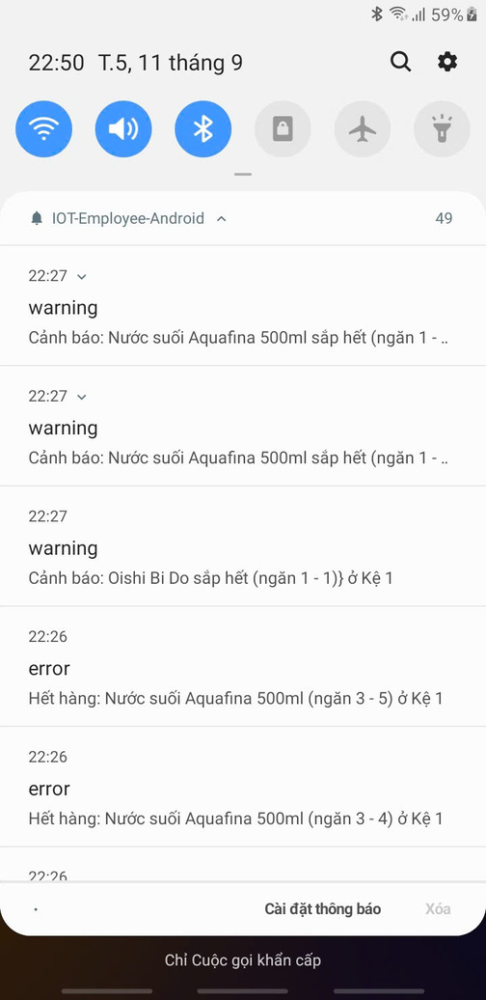 59%
22:50 T.5, 11 tháng 9
IOT-Employee-Android 49
22:27
warning
Cảnh báo: Nước suối Aquafina 500ml sắp hết (ngăn 1 - ..
22:27
warning
Cảnh báo: Nước suối Aquafina 500ml sắp hết (ngăn 1 - ..
22:27
warning
Cảnh báo: Oishi Bi Do sắp hết (ngăn 1 - 1)} ở Kệ 1
22:26
error
Hết hàng: Nước suối Aquafina 500ml (ngăn 3 - 5) ở Kệ 1
22:26
error
Hết hàng: Nước suối Aquafina 500ml (ngăn 3 - 4) ở Kệ 1
22:26
Cài đặt thông báo Xóa
Chỉ Cuộc gọi khẩn cấp